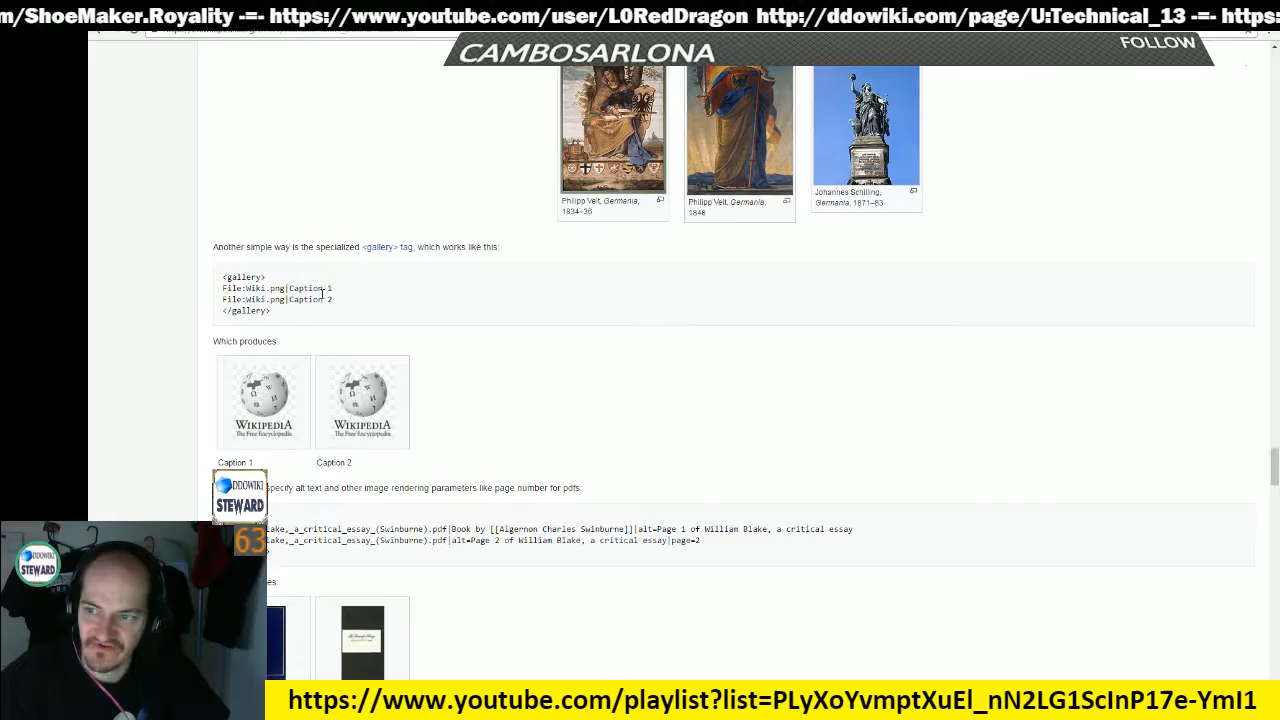 m/ShoeMaker.Royality -=- https://www.youtube.com/user/L0RedDragon http://ddowiki.com/page/U:Technical_13 -=- https:
CAMBOSARLONA
FOLLOW
Philipp Veit, Germania, 1834–36
Philipp Veit, Germania, 1848
Johannes Schilling, Germania, 1871–83
Another simple way is the specialized <gallery> tag, which works like this:
<gallery>
File:Wiki.png|Caption 1
File:Wiki.png|Caption 2
</gallery>
Which produces:
WIKIPEDIA
The Free Encyclopedia
WIKIPEDIA
The Free Encyclopedia
Caption 1
Caption 2
specify alt text and other image rendering parameters like page number for pdfs:
DDOWIKI
STEWARD
lake,_a_critical_essay_(Swinburne).pdf|Book by [[Algernon Charles Swinburne]]|alt=Page 1 of William Blake, a critical essay
lake,_a_critical_essay_(Swinburne).pdf|alt=Page 2 of William Blake, a critical essay|page=2
63
DDOWIKI
STEWARD
es:
https://www.youtube.com/playlist?list=PLyXoYvmptXuEl_nN2LG1ScInP17e-YmI1